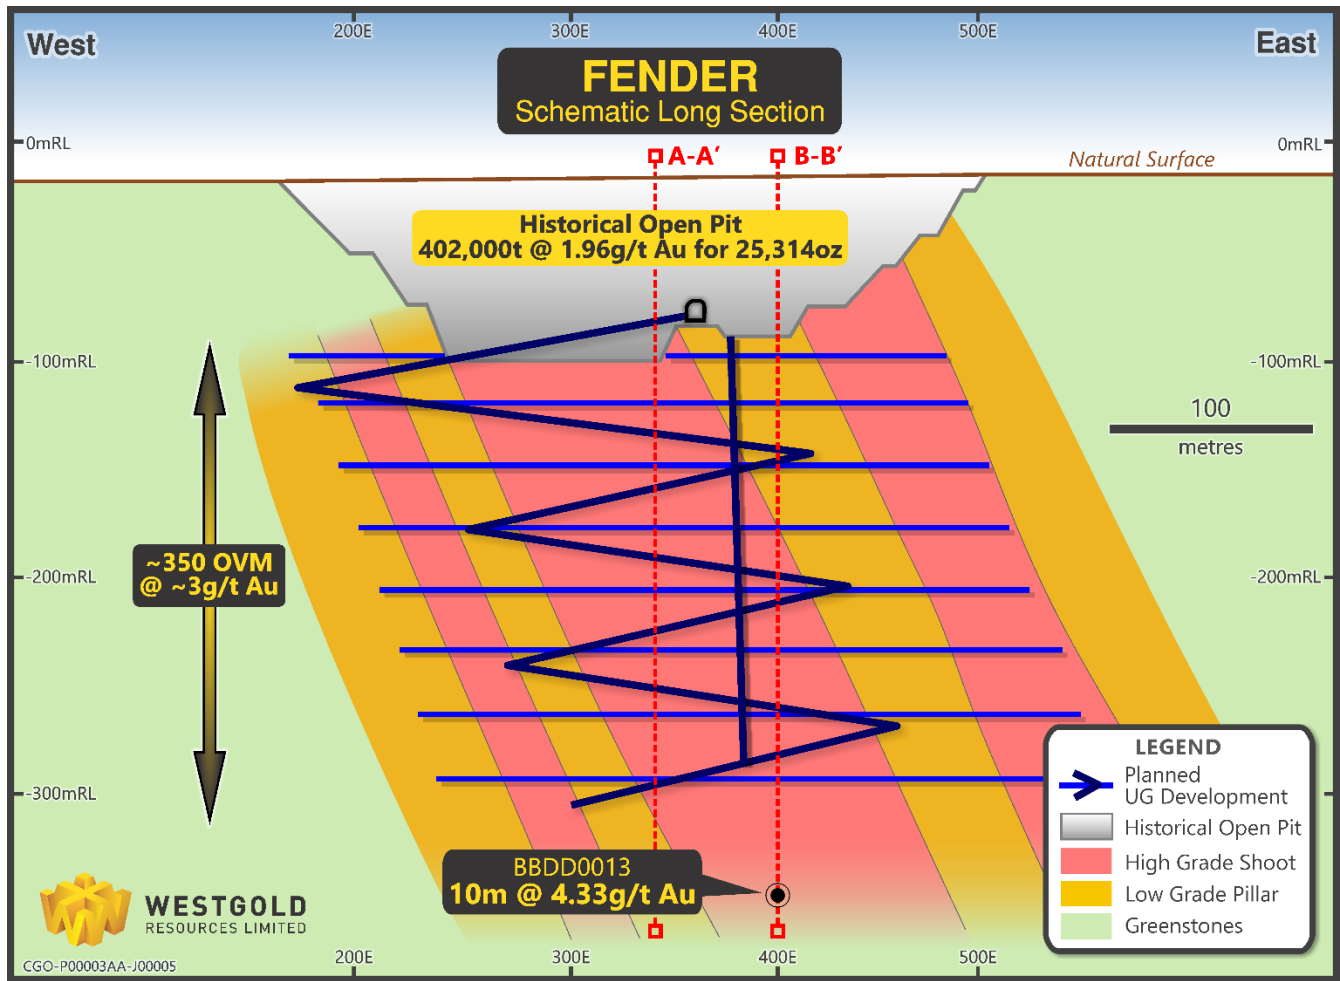 200E
300E
400E
500E
West
East
FENDER
Schematic Long Section
0mRL
0mRL
A-A’
B-B’
Natural Surface
Historical Open Pit
402,000t @ 1.96g/t Au for 25,314oz
-100mRL
-100mRL
100
metres
~350 OVM
@ ~3g/t Au
-200mRL
-200mRL
-300mRL
LEGEND
Planned
UG Development
Historical Open Pit
High Grade Shoot
Low Grade Pillar
Greenstones
BBDD0013
10m @ 4.33g/t Au
WESTGOLD
RESOURCES LIMITED
CGO-P00003AA-J00005
200E
300E
400E
500E